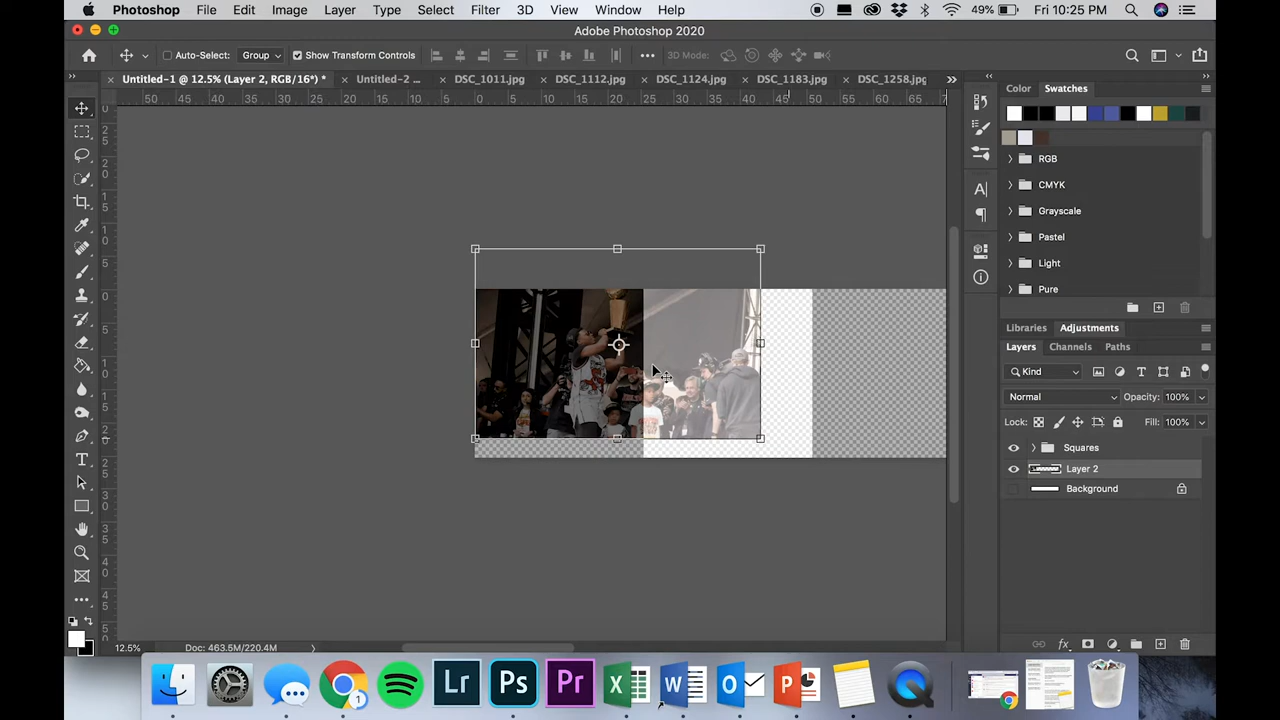 Photoshop File Edit Image Layer Type Select Filter 3D View Window Help 49% Fri 10:25 PM
Adobe Photoshop 2020
Auto-Select: Group Show Transform Controls 3D Mode:
Untitled-1 @ 12.5% (Layer 2, RGB/16*) * Untitled-2 ... DSC_1011.jpg DSC_1112.jpg DSC_1124.jpg DSC_1183.jpg DSC_1258.jpg
50 45 40 35 30 25 20 15 10 5 0 5 10 15 20 25 30 35 40 45 50 55 60 65 7
Color Swatches
RGB
CMYK
Grayscale
Pastel
Light
Pure
Libraries Adjustments
Layers Channels Paths
Kind
Normal Opacity: 100%
Lock: Fill: 100%
Squares
Layer 2
Background
12.5% Doc: 463.5M/220.4M
Lr Ps Pr X W O P